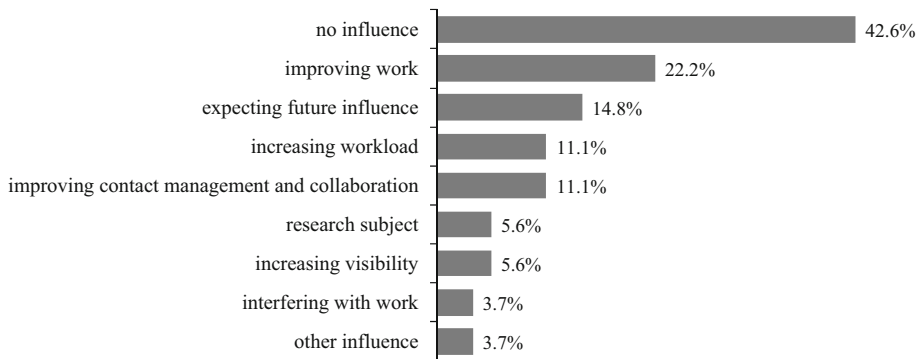 no influence 42.6%
improving work 22.2%
expecting future influence 14.8%
increasing workload 11.1%
improving contact management and collaboration 11.1%
research subject 5.6%
increasing visibility 5.6%
interfering with work 3.7%
other influence 3.7%